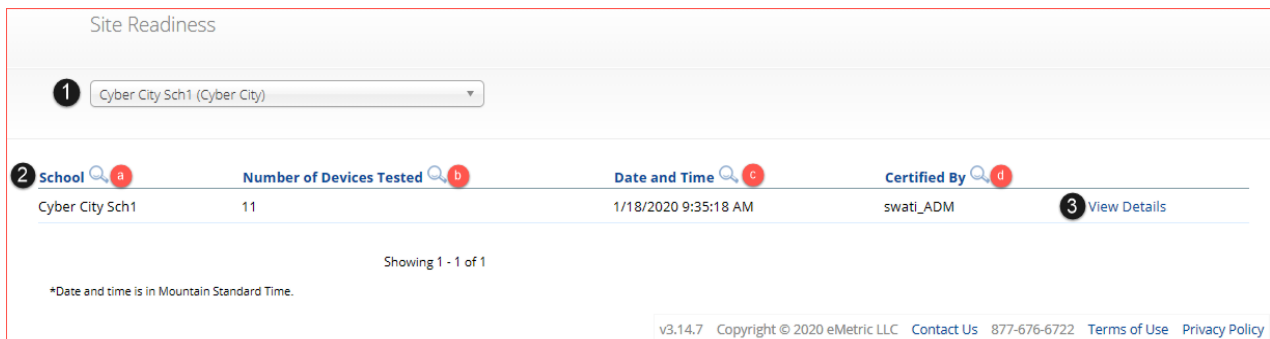 Site Readiness
1 Cyber City Sch1 (Cyber City)
2 School a Number of Devices Tested b Date and Time c Certified By d
Cyber City Sch1 11 1/18/2020 9:35:18 AM swati_ADM 3 View Details
Showing 1 - 1 of 1
*Date and time is in Mountain Standard Time.
v3.14.7 Copyright © 2020 eMetric LLC Contact Us 877-676-6722 Terms of Use Privacy Policy